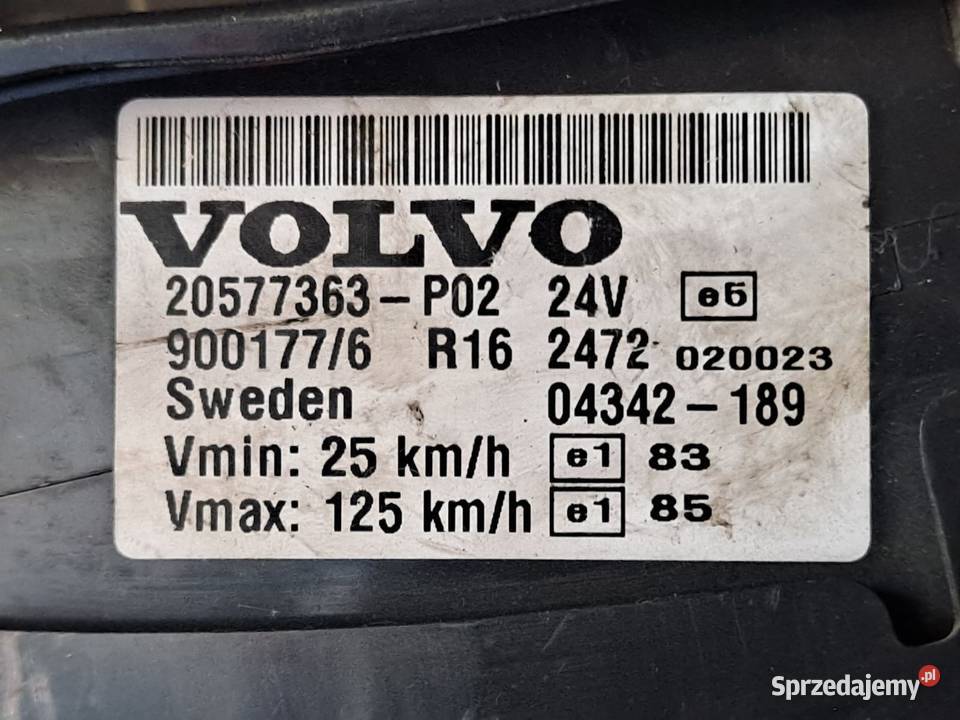 VOLVO
20577363-P02 24V e5
900177/6 R16 2472 020023
Sweden 04342-189
Vmin: 25 km/h e1 83
Vmax: 125 km/h e1 85
Sprzedajemy.pl